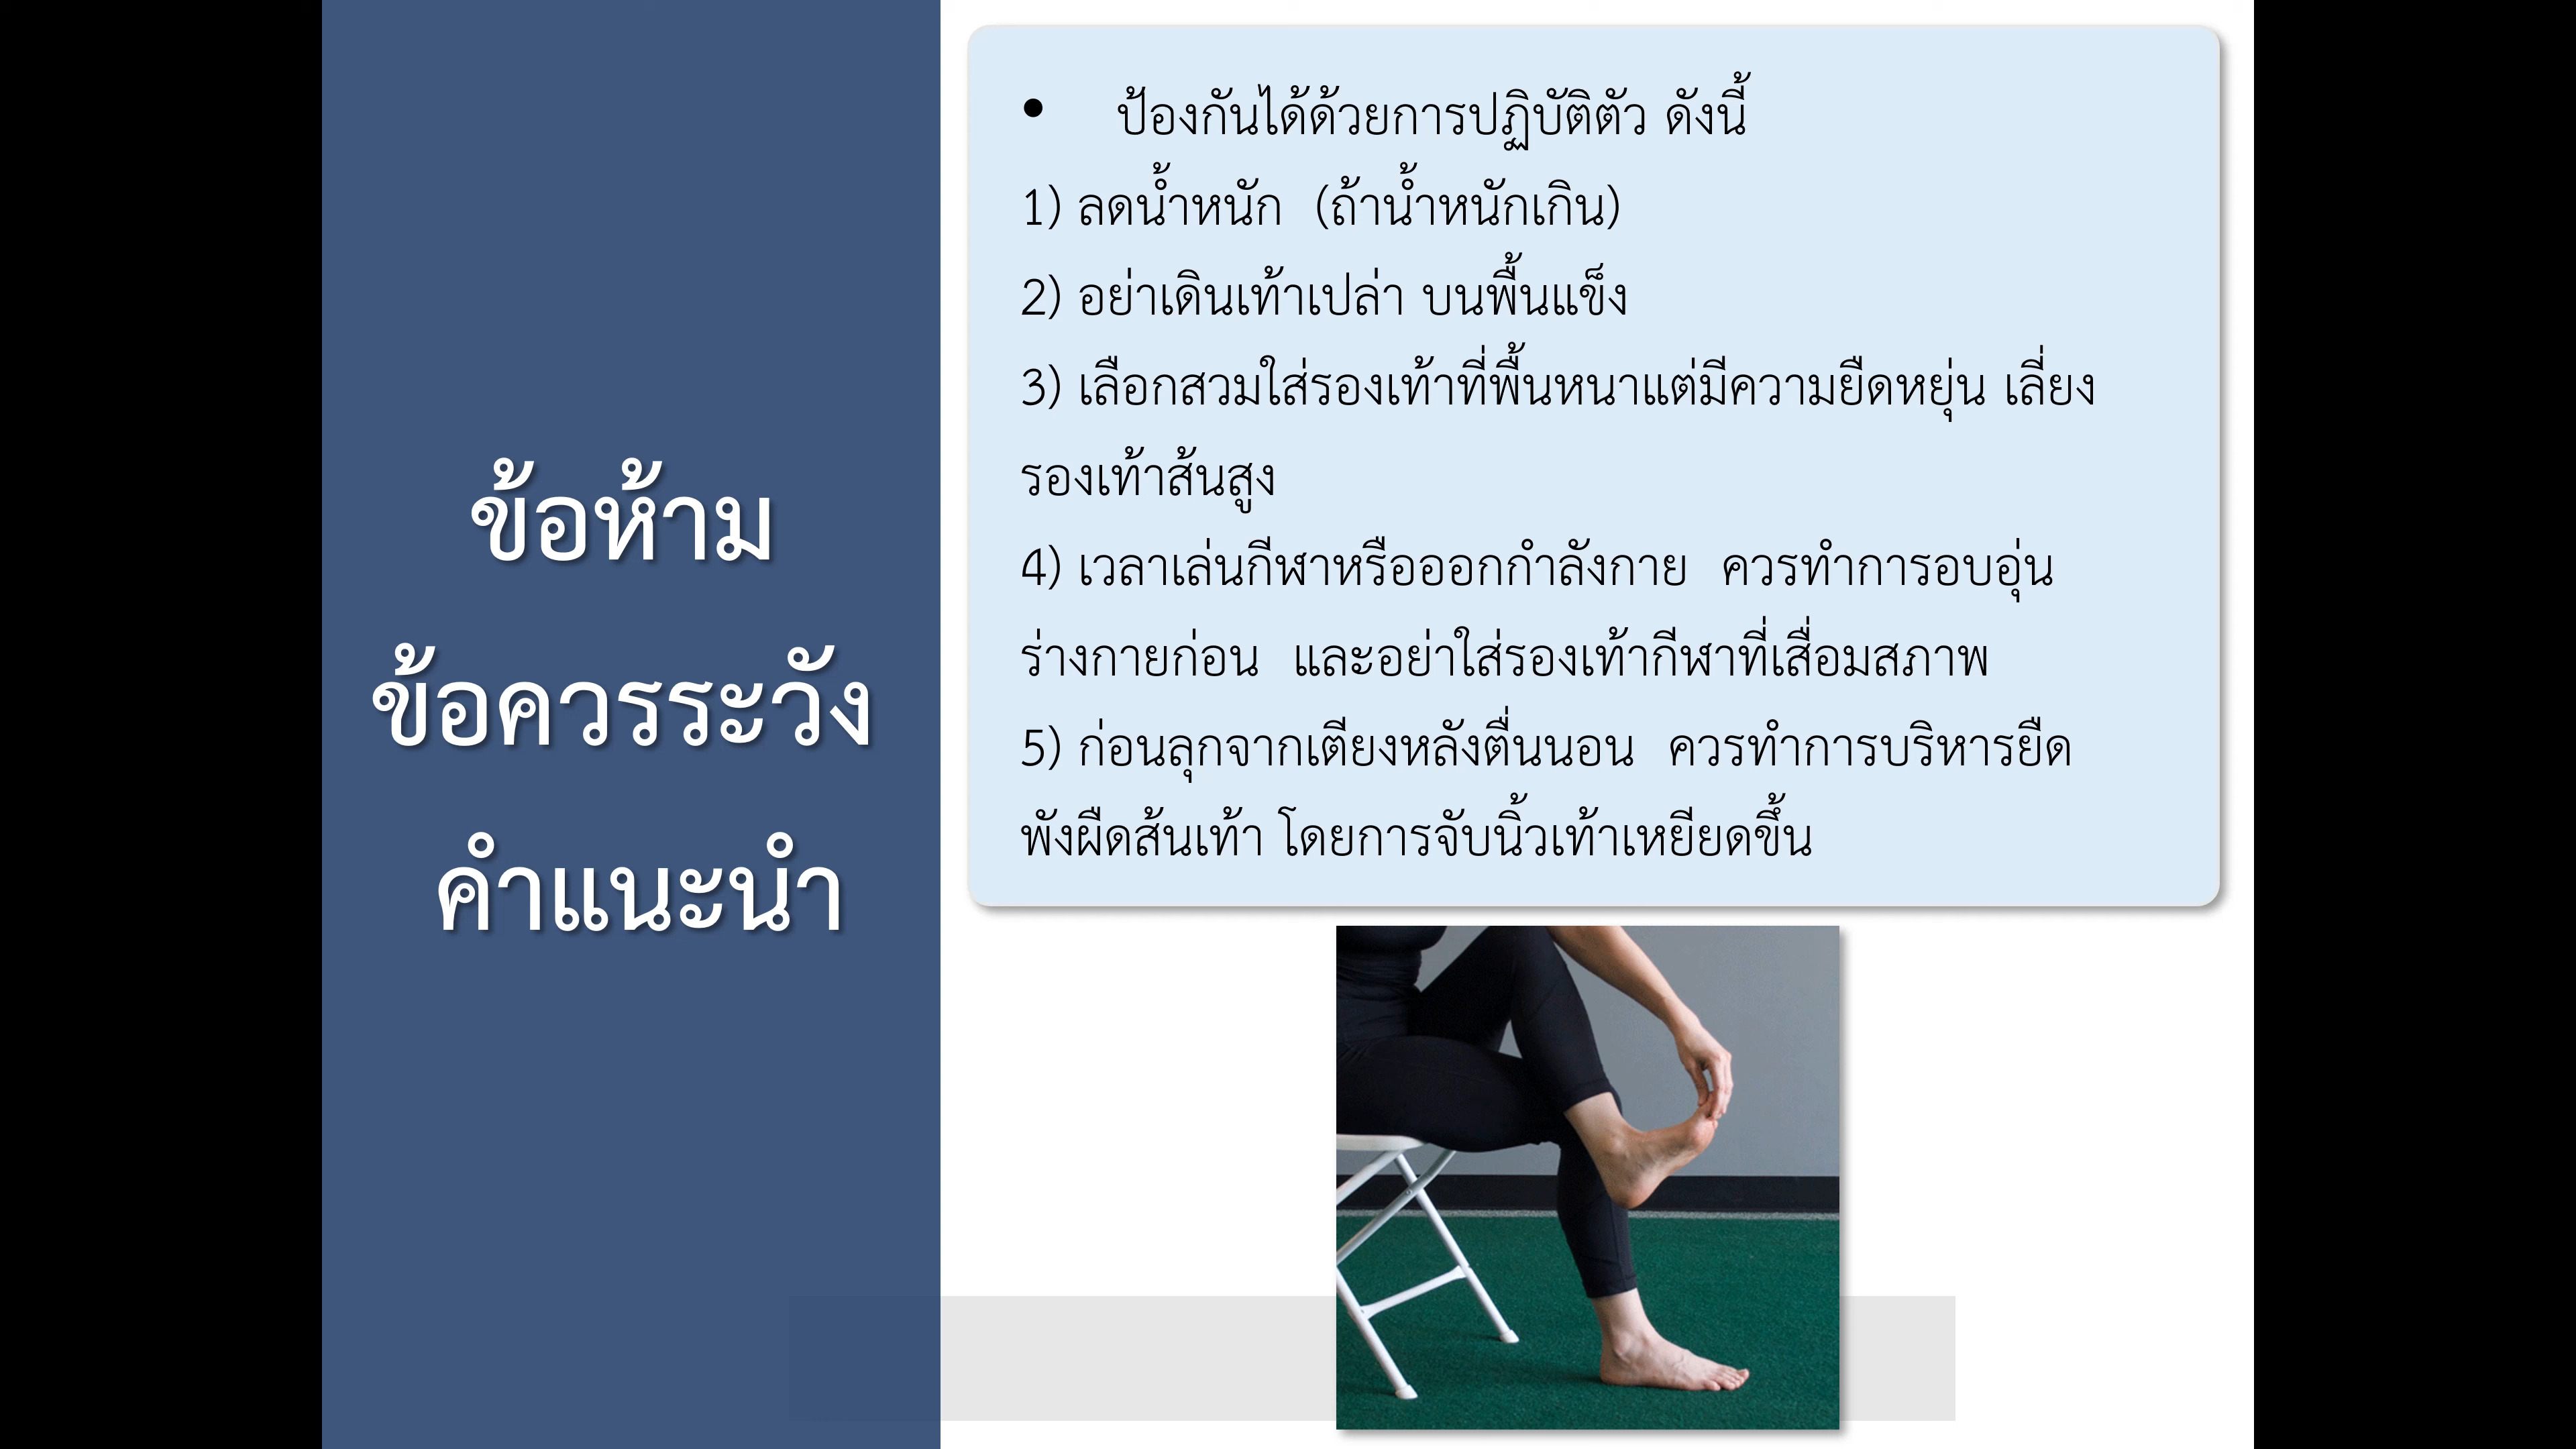 ข้อห้าม
ข้อควรระวัง
คำแนะนำ
• ป้องกันได้ด้วยการปฏิบัติตัว ดังนี้
1) ลดน้ำหนัก (ถ้าน้ำหนักเกิน)
2) อย่าเดินเท้าเปล่า บนพื้นแข็ง
3) เลือกสวมใส่รองเท้าที่พื้นหนาแต่มีความยืดหยุ่น เลี่ยง
รองเท้าส้นสูง
4) เวลาเล่นกีฬาหรือออกกำลังกาย ควรทำการอบอุ่น
ร่างกายก่อน และอย่าใส่รองเท้ากีฬาที่เสื่อมสภาพ
5) ก่อนลุกจากเตียงหลังตื่นนอน ควรทำการบริหารยืด
พังผืดส้นเท้า โดยการจับนิ้วเท้าเหยียดขึ้น